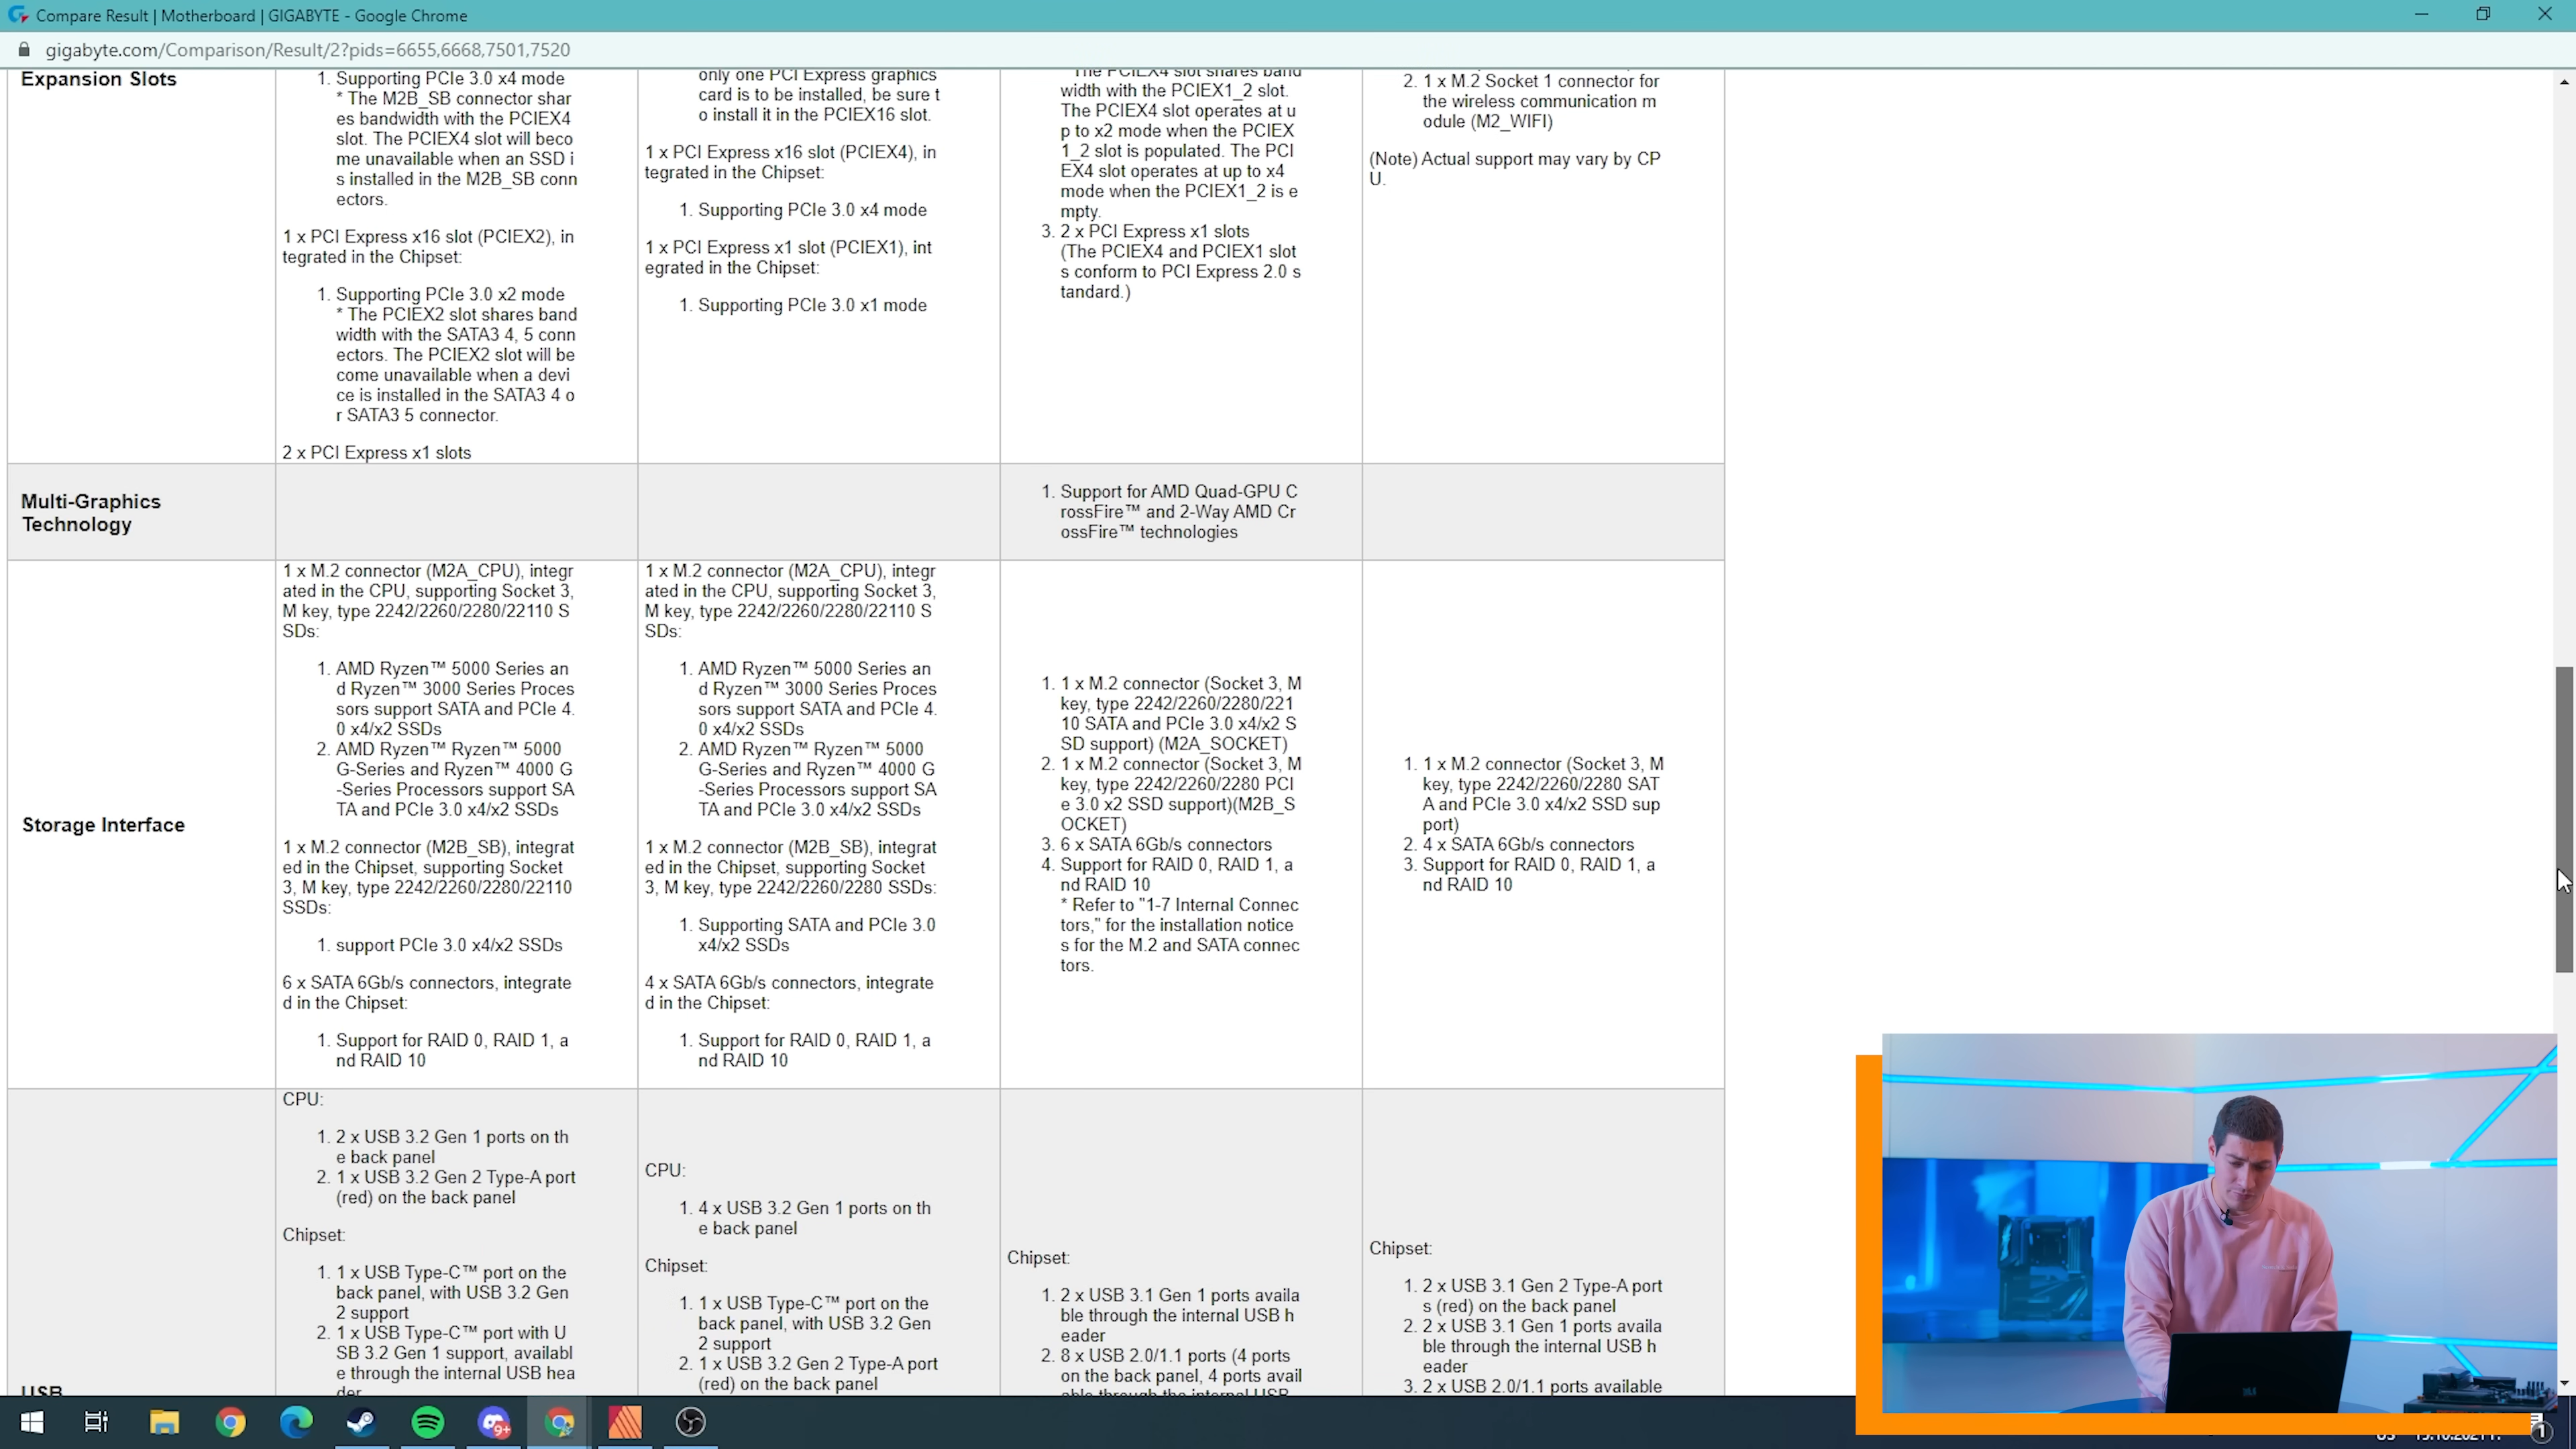 Compare Result | Motherboard | GIGABYTE - Google Chrome
gigabyte.com/Comparison/Result/2?pids=6655,6668,7501,7520
Expansion Slots
1. Supporting PCIe 3.0 x4 mode
* The M2B_SB connector shar
es bandwidth with the PCIEX4
slot. The PCIEX4 slot will beco
me unavailable when an SSD i
s installed in the M2B_SB conn
ectors.
1 x PCI Express x16 slot (PCIEX2), in
tegrated in the Chipset:
1. Supporting PCIe 3.0 x2 mode
* The PCIEX2 slot shares band
width with the SATA3 4, 5 conn
ectors. The PCIEX2 slot will be
come unavailable when a devi
ce is installed in the SATA3 4 o
r SATA3 5 connector.
2 x PCI Express x1 slots
only one PCI Express graphics
card is to be installed, be sure t
o install it in the PCIEX16 slot.
1 x PCI Express x16 slot (PCIEX4), in
tegrated in the Chipset:
1. Supporting PCIe 3.0 x4 mode
1 x PCI Express x1 slot (PCIEX1), int
egrated in the Chipset:
1. Supporting PCIe 3.0 x1 mode
* The PCIEX4 slot shares band
width with the PCIEX1_2 slot.
The PCIEX4 slot operates at u
p to x2 mode when the PCIEX
1_2 slot is populated. The PCI
EX4 slot operates at up to x4
mode when the PCIEX1_2 is e
mpty.
3. 2 x PCI Express x1 slots
(The PCIEX4 and PCIEX1 slot
s conform to PCI Express 2.0 s
tandard.)
2. 1 x M.2 Socket 1 connector for
the wireless communication m
odule (M2_WIFI)
(Note) Actual support may vary by CP
U.
Multi-Graphics
Technology
1. Support for AMD Quad-GPU C
rossFire™ and 2-Way AMD Cr
ossFire™ technologies
Storage Interface
1 x M.2 connector (M2A_CPU), integr
ated in the CPU, supporting Socket 3,
M key, type 2242/2260/2280/22110 S
SDs:
1. AMD Ryzen™ 5000 Series an
d Ryzen™ 3000 Series Proces
sors support SATA and PCIe 4.
0 x4/x2 SSDs
2. AMD Ryzen™ Ryzen™ 5000
G-Series and Ryzen™ 4000 G
-Series Processors support SA
TA and PCIe 3.0 x4/x2 SSDs
1 x M.2 connector (M2B_SB), integrat
ed in the Chipset, supporting Socket
3, M key, type 2242/2260/2280/22110
SSDs:
1. support PCIe 3.0 x4/x2 SSDs
6 x SATA 6Gb/s connectors, integrate
d in the Chipset:
1. Support for RAID 0, RAID 1, a
nd RAID 10
1 x M.2 connector (M2A_CPU), integr
ated in the CPU, supporting Socket 3,
M key, type 2242/2260/2280/22110 S
SDs:
1. AMD Ryzen™ 5000 Series an
d Ryzen™ 3000 Series Proces
sors support SATA and PCIe 4.
0 x4/x2 SSDs
2. AMD Ryzen™ Ryzen™ 5000
G-Series and Ryzen™ 4000 G
-Series Processors support SA
TA and PCIe 3.0 x4/x2 SSDs
1 x M.2 connector (M2B_SB), integrat
ed in the Chipset, supporting Socket
3, M key, type 2242/2260/2280 SSDs:
1. Supporting SATA and PCIe 3.0
x4/x2 SSDs
4 x SATA 6Gb/s connectors, integrate
d in the Chipset:
1. Support for RAID 0, RAID 1, a
nd RAID 10
1. 1 x M.2 connector (Socket 3, M
key, type 2242/2260/2280/221
10 SATA and PCIe 3.0 x4/x2 S
SD support) (M2A_SOCKET)
2. 1 x M.2 connector (Socket 3, M
key, type 2242/2260/2280 PCI
e 3.0 x2 SSD support)(M2B_S
OCKET)
3. 6 x SATA 6Gb/s connectors
4. Support for RAID 0, RAID 1, a
nd RAID 10
* Refer to "1-7 Internal Connec
tors," for the installation notice
s for the M.2 and SATA connec
tors.
1. 1 x M.2 connector (Socket 3, M
key, type 2242/2260/2280 SAT
A and PCIe 3.0 x4/x2 SSD sup
port)
2. 4 x SATA 6Gb/s connectors
3. Support for RAID 0, RAID 1, a
nd RAID 10
USB
CPU:
1. 2 x USB 3.2 Gen 1 ports on th
e back panel
2. 1 x USB 3.2 Gen 2 Type-A port
(red) on the back panel
Chipset:
1. 1 x USB Type-C™ port on the
back panel, with USB 3.2 Gen
2 support
2. 1 x USB Type-C™ port with U
SB 3.2 Gen 1 support, availabl
e through the internal USB hea
der
CPU:
1. 4 x USB 3.2 Gen 1 ports on th
e back panel
Chipset:
1. 1 x USB Type-C™ port on the
back panel, with USB 3.2 Gen
2 support
2. 1 x USB 3.2 Gen 2 Type-A port
(red) on the back panel
Chipset:
1. 2 x USB 3.1 Gen 1 ports availa
ble through the internal USB h
eader
2. 8 x USB 2.0/1.1 ports (4 ports
on the back panel, 4 ports avail
able through the internal USB
Chipset:
1. 2 x USB 3.1 Gen 2 Type-A port
s (red) on the back panel
2. 2 x USB 3.1 Gen 1 ports availa
ble through the internal USB h
eader
3. 2 x USB 2.0/1.1 ports available
9+
1